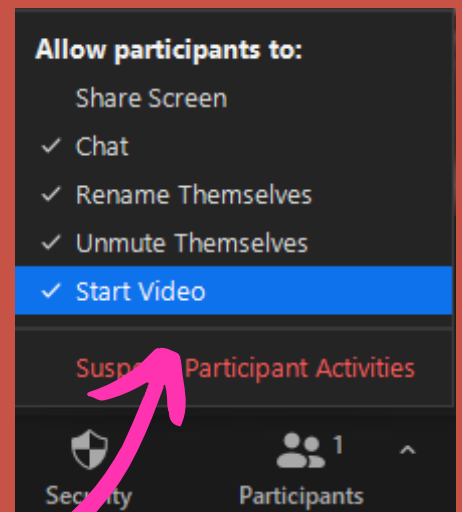 Allow participants to:
Share Screen
Chat
Rename Themselves
Unmute Themselves
Start Video
Participant Activities
1
Participants